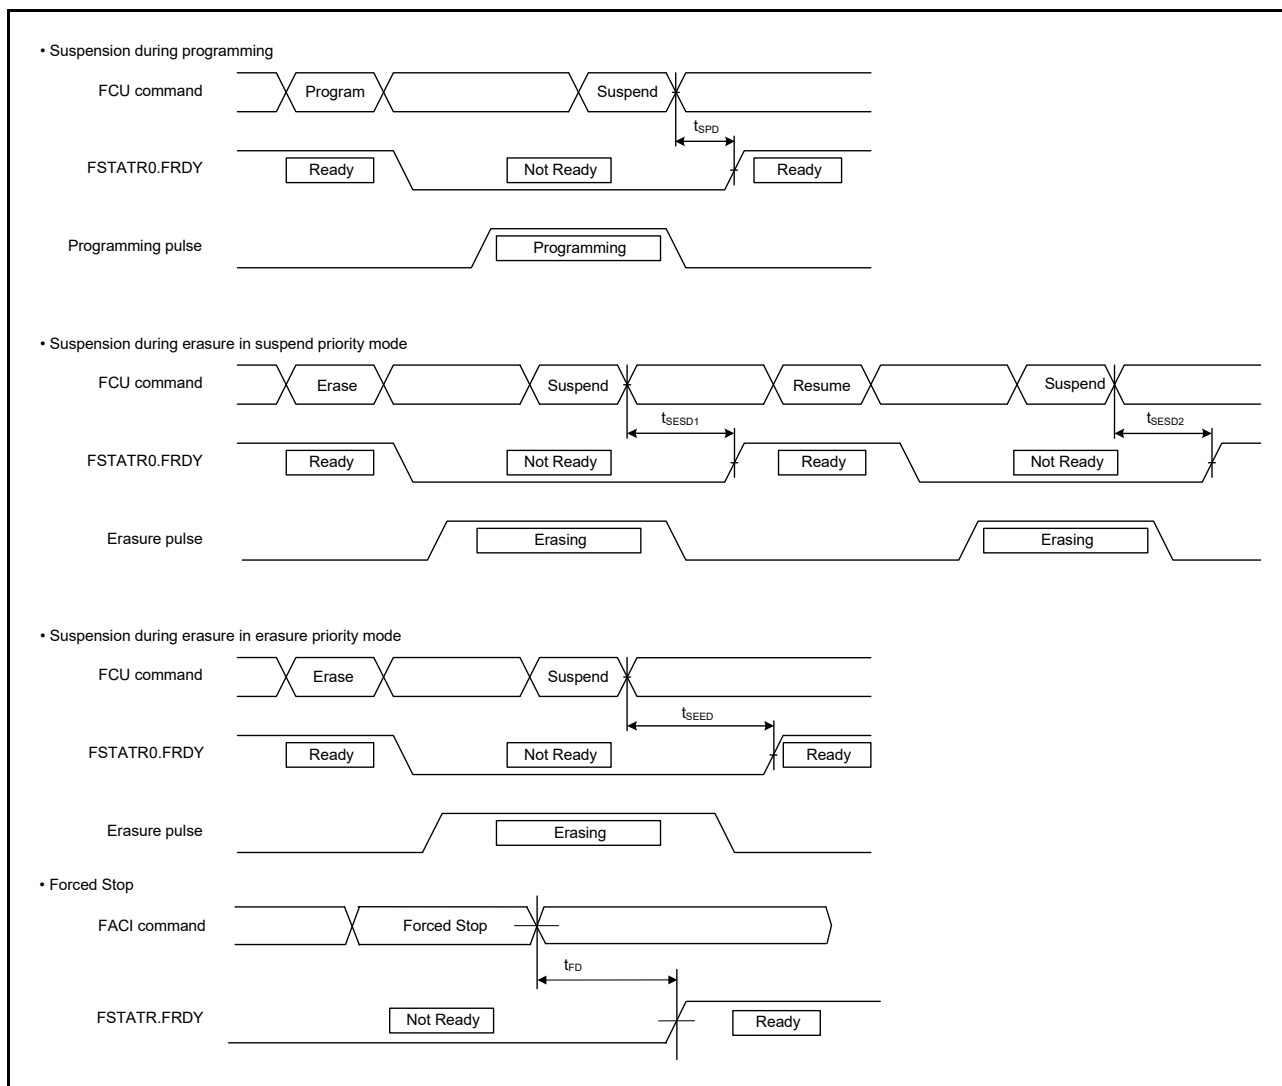 • Suspension during programming
FCU command
Program
Suspend
tSPD
FSTATR0.FRDY
Ready
Not Ready
Ready
Programming pulse
Programming
• Suspension during erasure in suspend priority mode
FCU command
Erase
Suspend
Resume
Suspend
tSESD1
tSESD2
FSTATR0.FRDY
Ready
Not Ready
Ready
Not Ready
Erasure pulse
Erasing
Erasing
• Suspension during erasure in erasure priority mode
FCU command
Erase
Suspend
tSEED
FSTATR0.FRDY
Ready
Not Ready
Ready
Erasure pulse
Erasing
• Forced Stop
FACI command
Forced Stop
tFD
FSTATR.FRDY
Not Ready
Ready